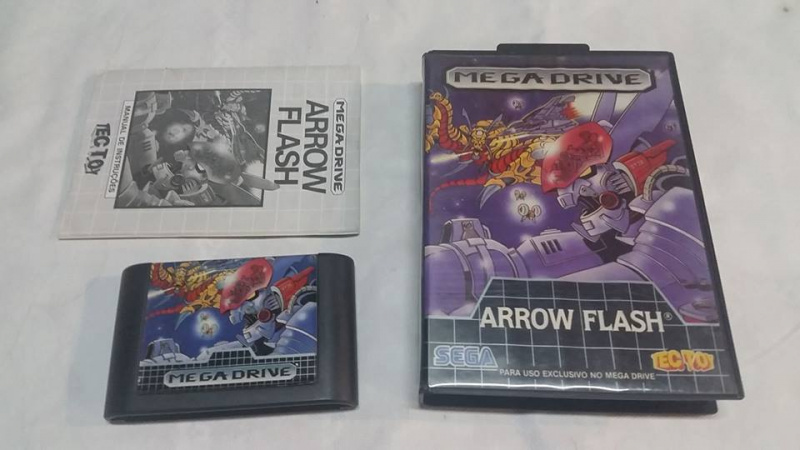 MEGA DRIVE
ARROW
FLASH
TEC TOY
MANUAL DE INSTRUÇÕES
MEGA DRIVE
MEGA DRIVE
ARROW FLASH®
SEGA
TEC TOY
PARA USO EXCLUSIVO NO MEGA DRIVE